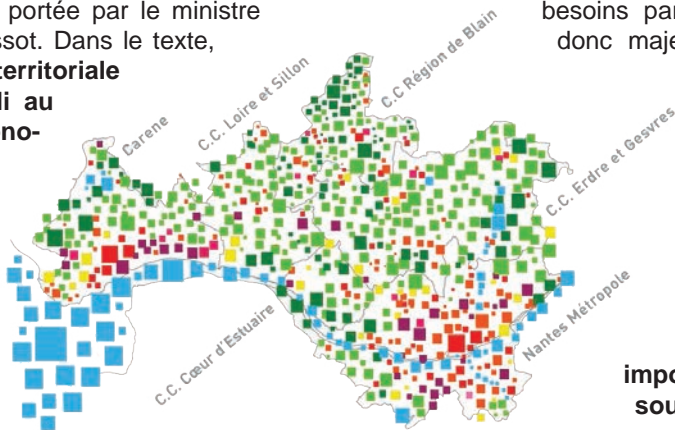 portée par le ministre
ssot. Dans le texte,
territoriale
li au
ono-
besoins par
donc maje
Carene
C.C. Loire et Sillon
C.C Région de Blain
C.C. Erdre et Gesvres
Nantes Métropole
C.C. Cœur d'Estuaire
impo
sou